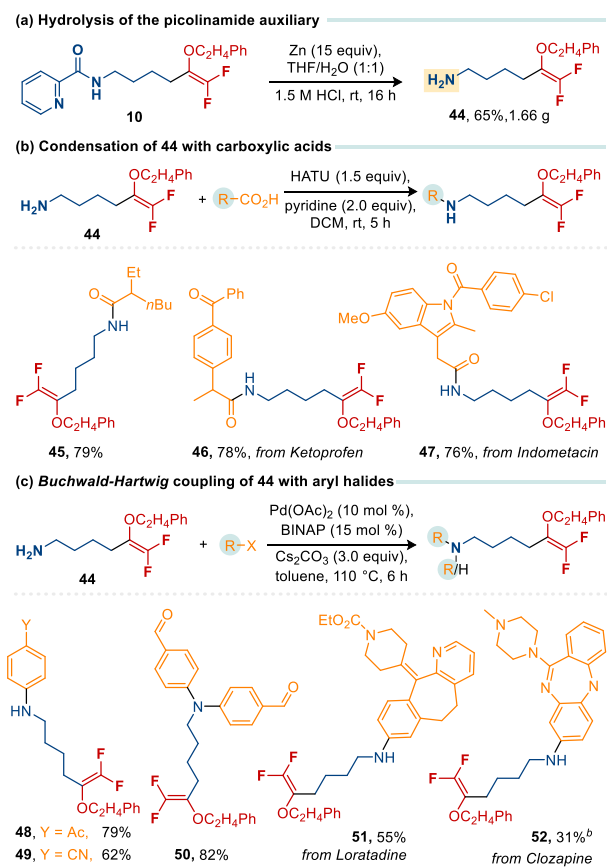 (a) Hydrolysis of the picolinamide auxiliary
O
N
N
H
OC₂H₄Ph
F
F
10
Zn (15 equiv),
THF/H₂O (1:1)
1.5 M HCl, rt, 16 h
H₂N
OC₂H₄Ph
F
F
44, 65%,1.66 g
(b) Condensation of 44 with carboxylic acids
H₂N
OC₂H₄Ph
F
F
44
+
R CO₂H
HATU (1.5 equiv),
pyridine (2.0 equiv),
DCM, rt, 5 h
R
N
H
OC₂H₄Ph
F
F
Et
O
nBu
NH
F
F
OC₂H₄Ph
45, 79%
O
Ph
H
N
O
F
F
OC₂H₄Ph
46, 78%, from Ketoprofen
O
Cl
N
MeO
O
HN
F
F
OC₂H₄Ph
47, 76%, from Indometacin
(c) Buchwald-Hartwig coupling of 44 with aryl halides
H₂N
OC₂H₄Ph
F
F
44
+
R–X
Pd(OAc)₂ (10 mol %),
BINAP (15 mol %)
Cs₂CO₃ (3.0 equiv),
toluene, 110 °C, 6 h
R
N
R/H
OC₂H₄Ph
F
F
Y
HN
F
F
OC₂H₄Ph
48, Y = Ac, 79%
49, Y = CN, 62%
O
O
N
F
F
OC₂H₄Ph
50, 82%
EtO₂C
N
N
NH
F
F
OC₂H₄Ph
51, 55%
from Loratadine
N
N
N
N
NH
F
F
OC₂H₄Ph
52, 31%ᵇ
from Clozapine